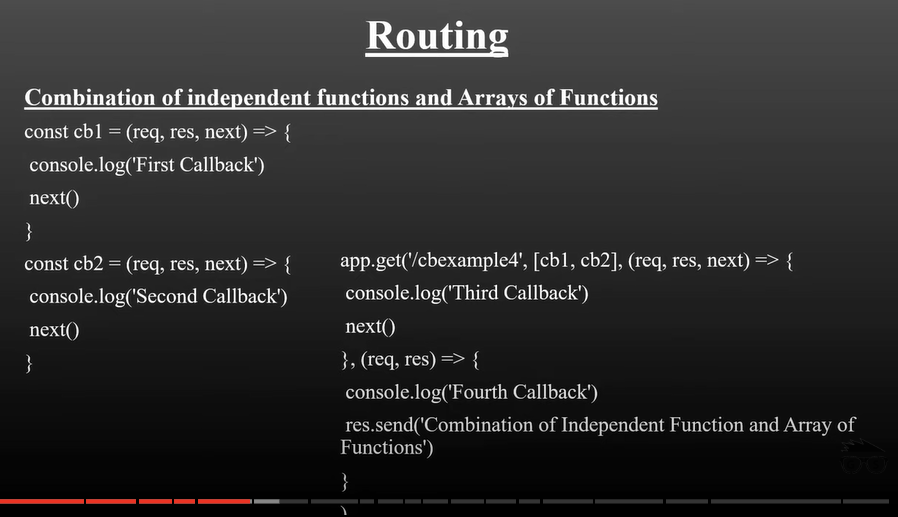 Routing
Combination of independent functions and Arrays of Functions
const cb1 = (req, res, next) => {
console.log('First Callback')
next()
}
const cb2 = (req, res, next) => {
console.log('Second Callback')
next()
}
app.get('/cbexample4', [cb1, cb2], (req, res, next) => {
console.log('Third Callback')
next()
}, (req, res) => {
console.log('Fourth Callback')
res.send('Combination of Independent Function and Array of
Functions')
}
)